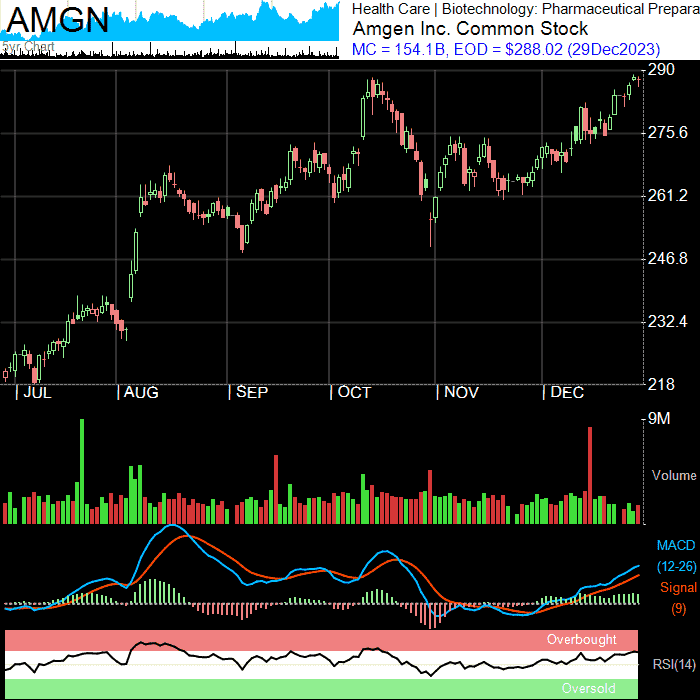 AMGN
5yr Chart
Health Care | Biotechnology: Pharmaceutical Prepara
Amgen Inc. Common Stock
MC = 154.1B, EOD = $288.02 (29Dec2023)
290
275.6
261.2
246.8
232.4
218
| JUL | AUG | SEP | OCT | NOV | DEC
9M
Volume
MACD
(12-26)
Signal
(9)
Overbought
RSI(14)
Oversold